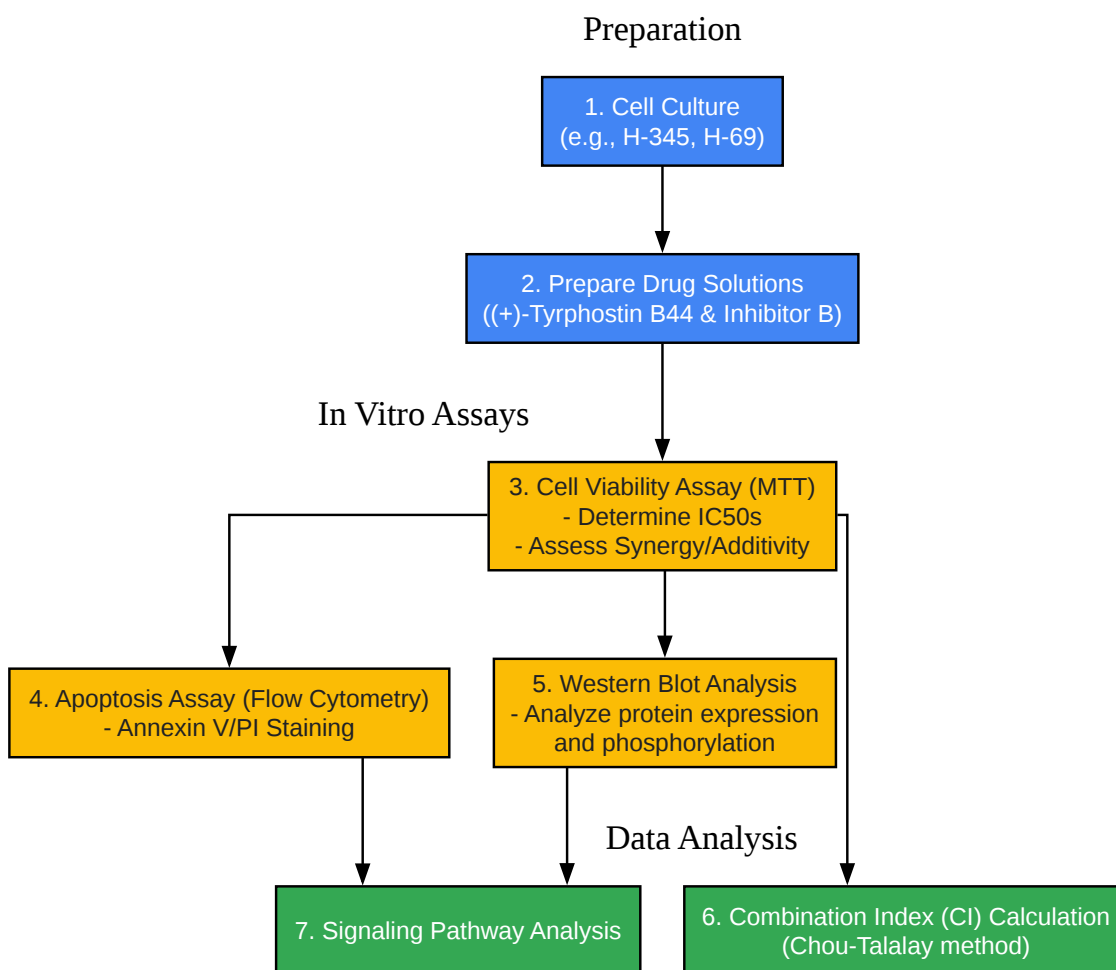 Preparation
1. Cell Culture
(e.g., H-345, H-69)
2. Prepare Drug Solutions
((+)-Tyrphostin B44 & Inhibitor B)
In Vitro Assays
3. Cell Viability Assay (MTT)
- Determine IC50s
- Assess Synergy/Additivity
4. Apoptosis Assay (Flow Cytometry)
- Annexin V/PI Staining
5. Western Blot Analysis
- Analyze protein expression
and phosphorylation
Data Analysis
7. Signaling Pathway Analysis
6. Combination Index (CI) Calculation
(Chou-Talalay method)